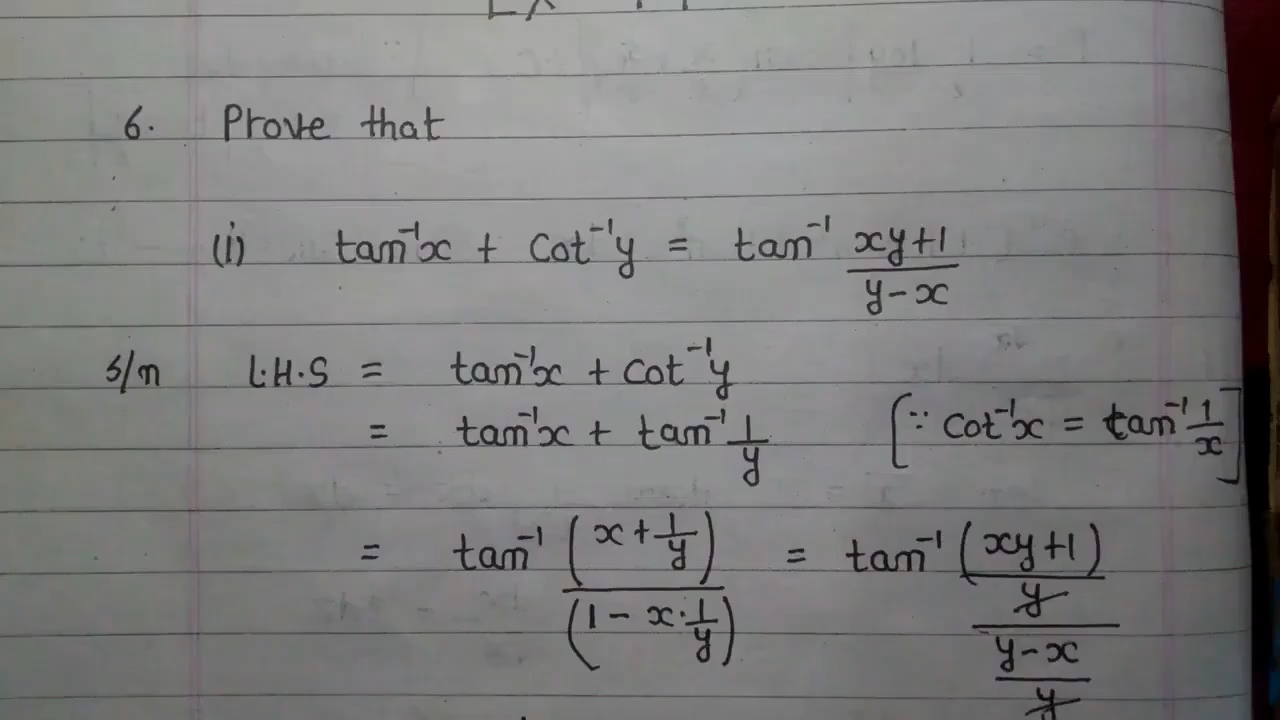 6. Prove that
(i) tan⁻¹x + Cot⁻¹y = tan⁻¹ (xy+1)/(y-x)
S/n L.H.S = tan⁻¹x + cot⁻¹y
= tan⁻¹x + tan⁻¹ 1/y [∵ cot⁻¹x = tan⁻¹ 1/x]
= tan⁻¹ (x + 1/y)/(1 - x·1/y) = tan⁻¹ ((xy+1)/y)/((y-x)/y)